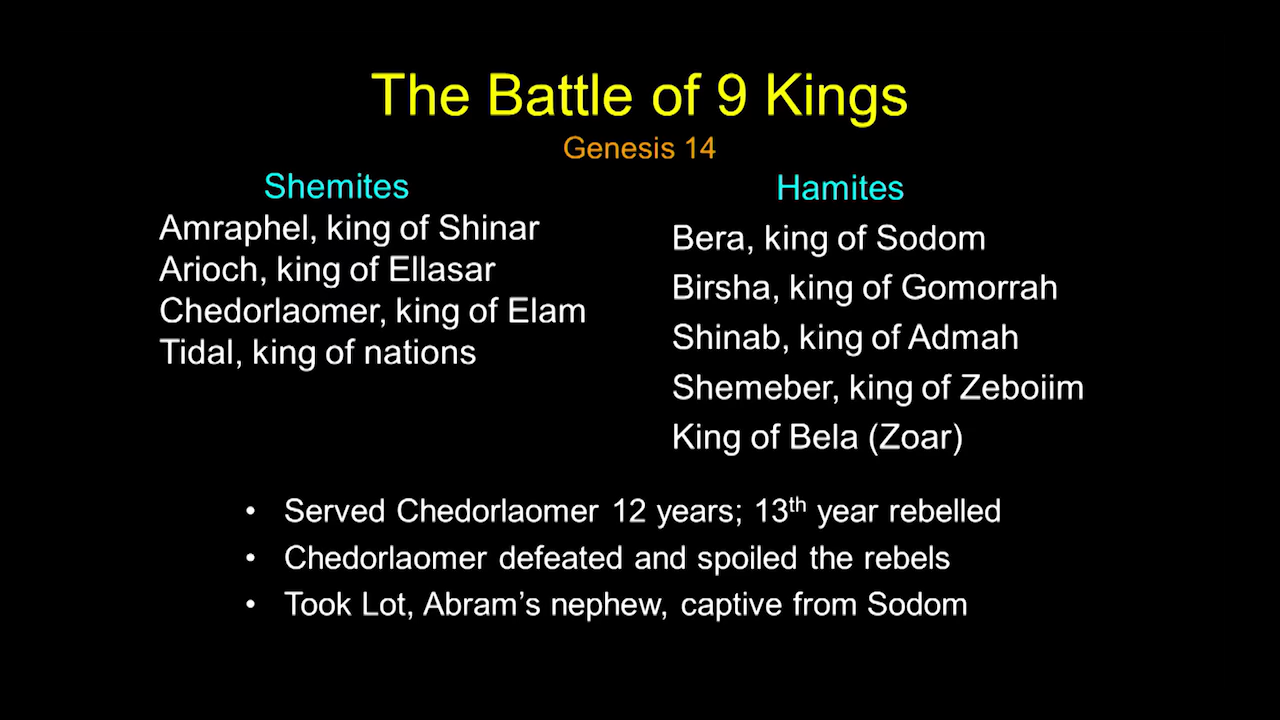 The Battle of 9 Kings
Genesis 14
Shemites
Amraphel, king of Shinar
Arioch, king of Ellasar
Chedorlaomer, king of Elam
Tidal, king of nations
Hamites
Bera, king of Sodom
Birsha, king of Gomorrah
Shinab, king of Admah
Shemeber, king of Zeboiim
King of Bela (Zoar)
• Served Chedorlaomer 12 years; 13th year rebelled
• Chedorlaomer defeated and spoiled the rebels
• Took Lot, Abram’s nephew, captive from Sodom